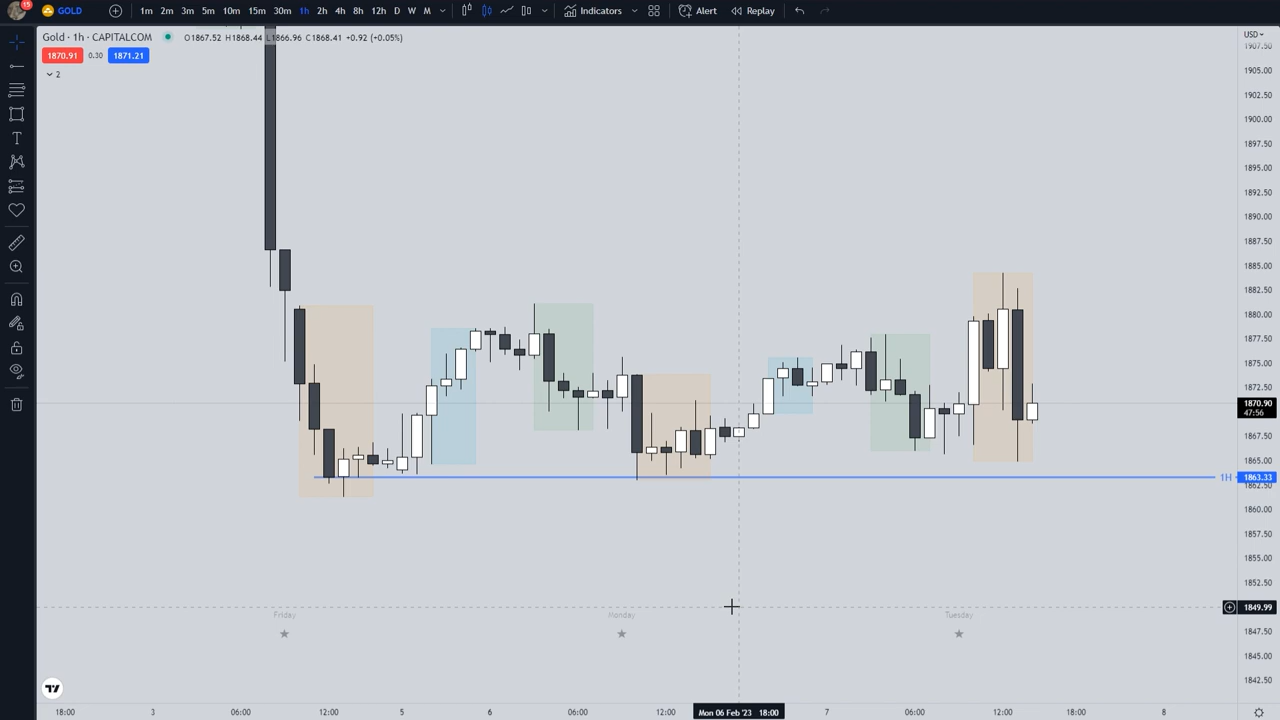 15
GOLD
1m 2m 3m 5m 10m 15m 30m 1h 2h 4h 8h 12h D W M
Indicators
Alert
Replay
Gold · 1h · CAPITALCOM
O1867.52 H1868.44 L1866.96 C1868.41 +0.92 (+0.05%)
1870.91 0.30 1871.21
2
USD
1907.50
1905.00
1902.50
1900.00
1897.50
1895.00
1892.50
1890.00
1887.50
1885.00
1882.50
1880.00
1877.50
1875.00
1872.50
1870.90
47:56
1867.50
1865.00
1H 1863.33
1862.50
1860.00
1857.50
1855.00
1852.50
1849.99
1847.50
1845.00
1842.50
Friday Monday Tuesday
18:00 3 06:00 12:00 5 6 06:00 12:00 Mon 06 Feb '23 18:00 7 06:00 12:00 18:00 8